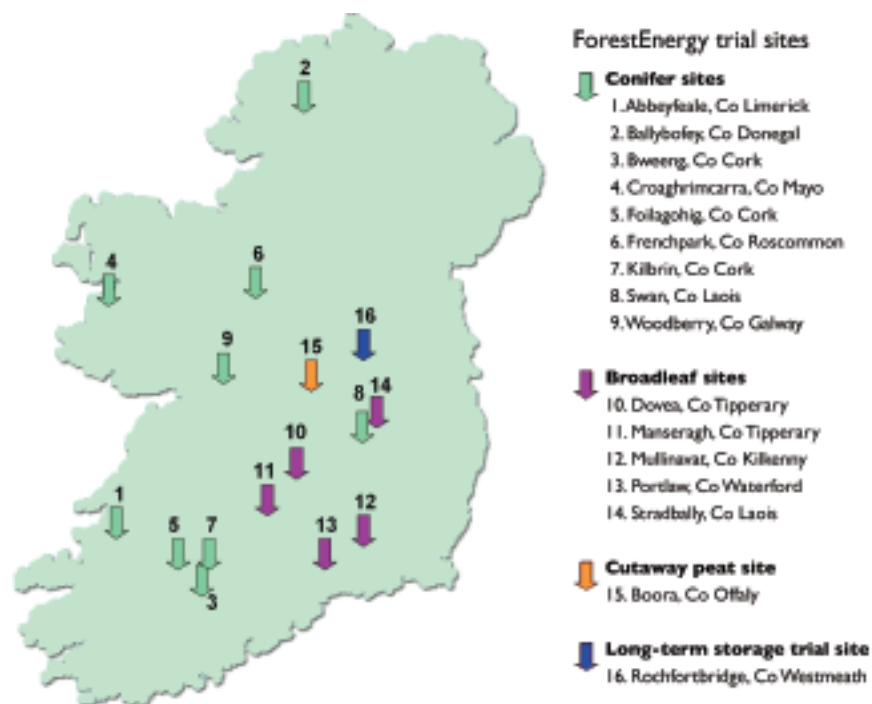 ForestEnergy trial sites
Conifer sites
1. Abbeyfeale, Co Limerick
2. Ballybofey, Co Donegal
3. Bweeng, Co Cork
4. Croaghrimcarra, Co Mayo
5. Foilagohig, Co Cork
6. Frenchpark, Co Roscommon
7. Kilbrin, Co Cork
8. Swan, Co Laois
9. Woodberry, Co Galway
Broadleaf sites
10. Dovea, Co Tipperary
11. Manseragh, Co Tipperary
12. Mullinavat, Co Kilkenny
13. Portlaw, Co Waterford
14. Stradbally, Co Laois
Cutaway peat site
15. Boora, Co Offaly
Long-term storage trial site
16. Rochfortbridge, Co Westmeath
2
4
6
16
9
15
8
14
10
11
1
12
5
7
13
3